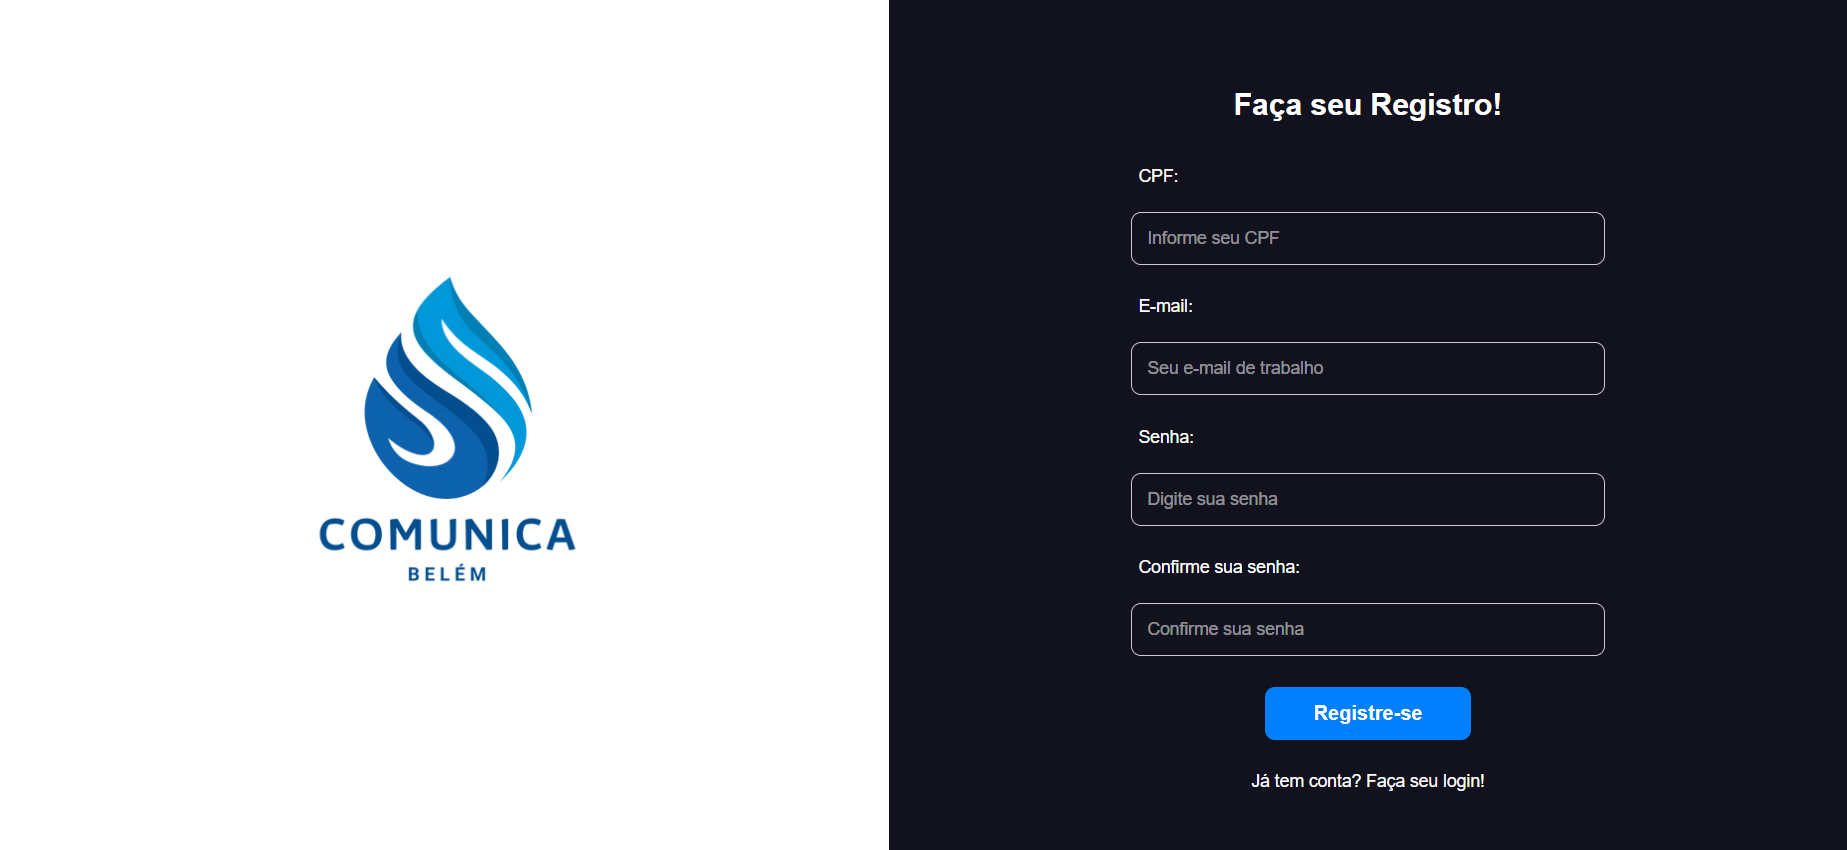 COMUNICA
BELÉM
Faça seu Registro!
CPF:
Informe seu CPF
E-mail:
Seu e-mail de trabalho
Senha:
Digite sua senha
Confirme sua senha:
Confirme sua senha
Registre-se
Já tem conta? Faça seu login!